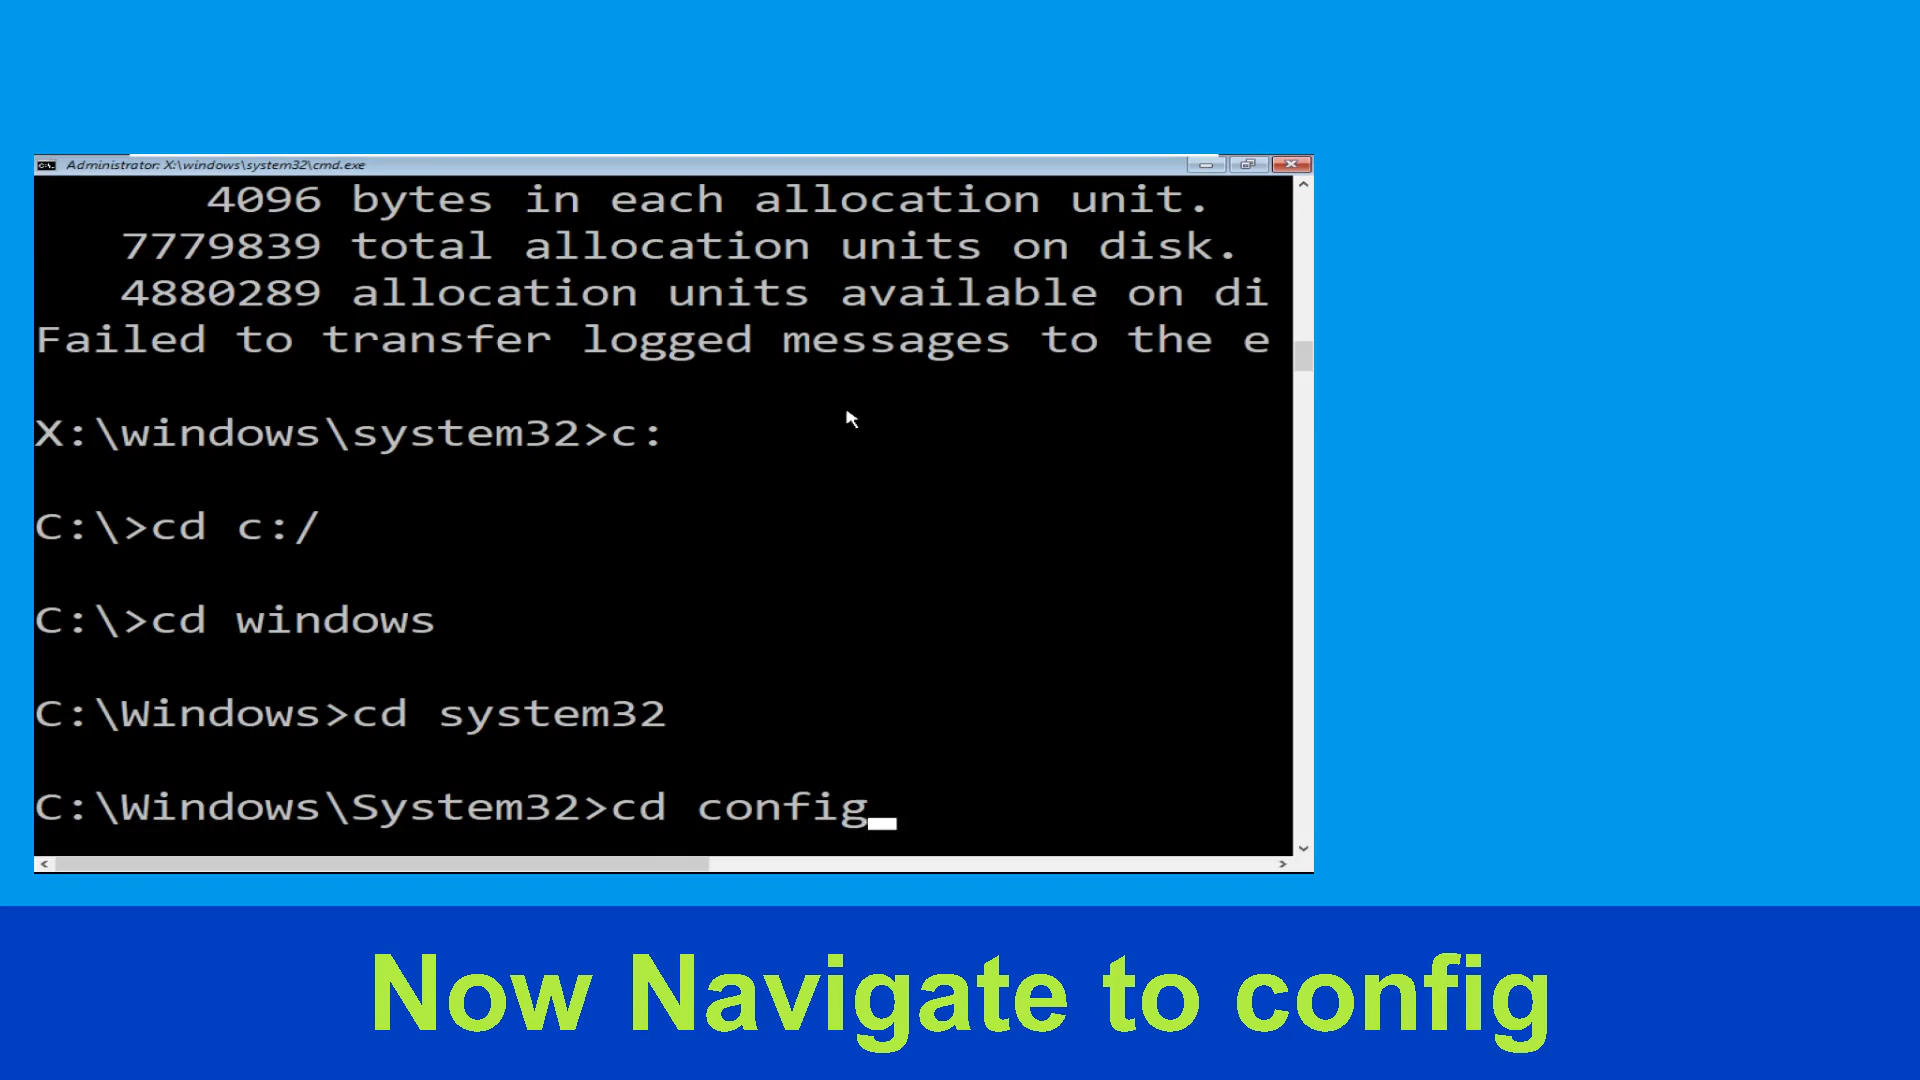 Administrator: X:\windows\system32\cmd.exe
4096 bytes in each allocation unit.
7779839 total allocation units on disk.
4880289 allocation units available on di
Failed to transfer logged messages to the e
X:\windows\system32>c:
C:\>cd c:/
C:\>cd windows
C:\Windows>cd system32
C:\Windows\System32>cd config
Now Navigate to config